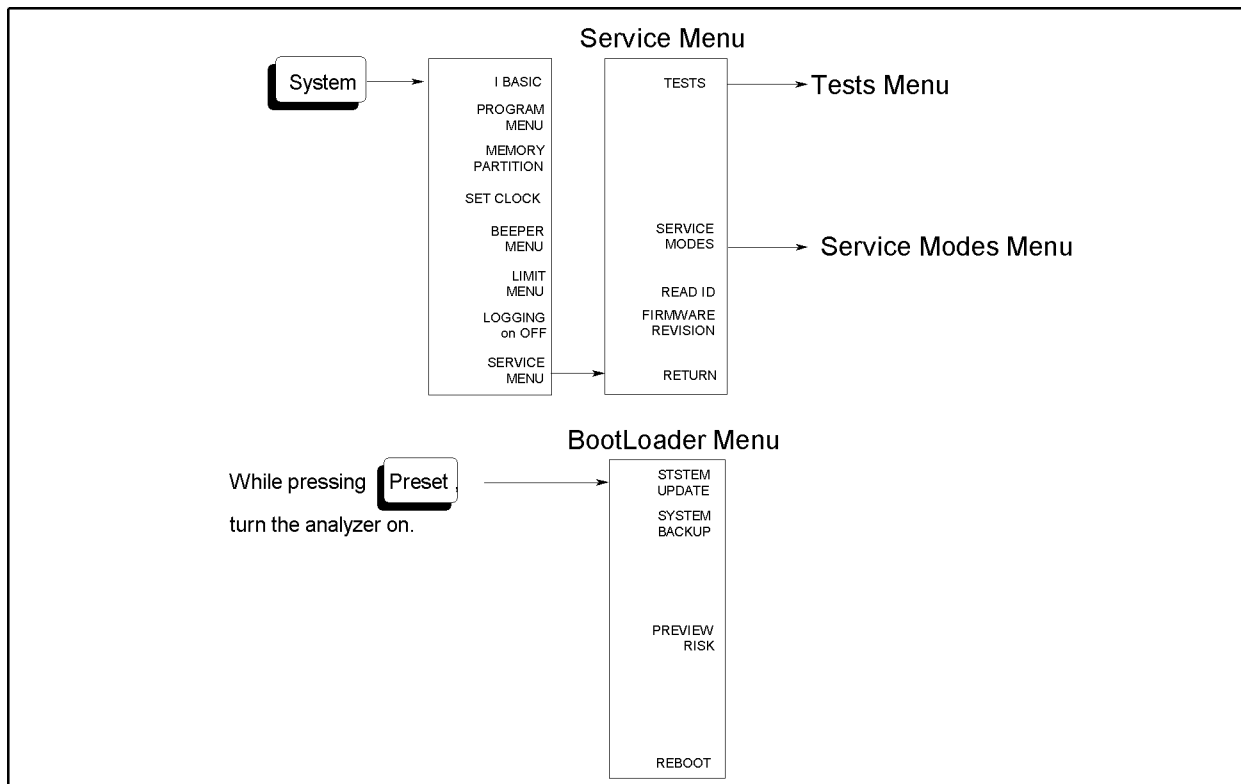 Service Menu
System
I BASIC
PROGRAM
MENU
MEMORY
PARTITION
SET CLOCK
BEEPER
MENU
LIMIT
MENU
LOGGING
on OFF
SERVICE
MENU
TESTS
Tests Menu
SERVICE
MODES
Service Modes Menu
READ ID
FIRMWARE
REVISION
RETURN
BootLoader Menu
While pressing Preset,
turn the analyzer on.
STSTEM
UPDATE
SYSTEM
BACKUP
PREVIEW
RISK
REBOOT